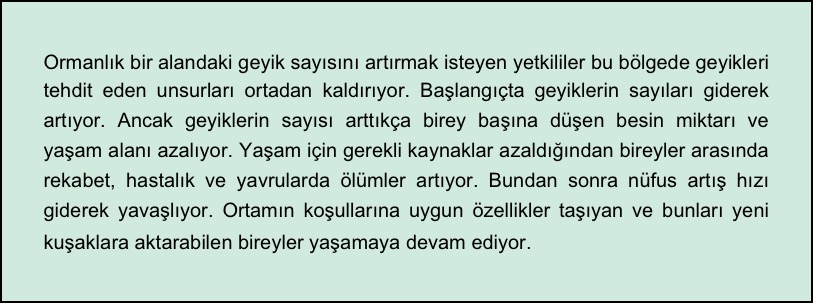 Ormanlık bir alandaki geyik sayısını artırmak isteyen yetkililer bu bölgede geyikleri
tehdit eden unsurları ortadan kaldırıyor. Başlangıçta geyiklerin sayıları giderek
artıyor. Ancak geyiklerin sayısı arttıkça birey başına düşen besin miktarı ve
yaşam alanı azalıyor. Yaşam için gerekli kaynaklar azaldığından bireyler arasında
rekabet, hastalık ve yavrularda ölümler artıyor. Bundan sonra nüfus artış hızı
giderek yavaşlıyor. Ortamın koşullarına uygun özellikler taşıyan ve bunları yeni
kuşaklara aktarabilen bireyler yaşamaya devam ediyor.